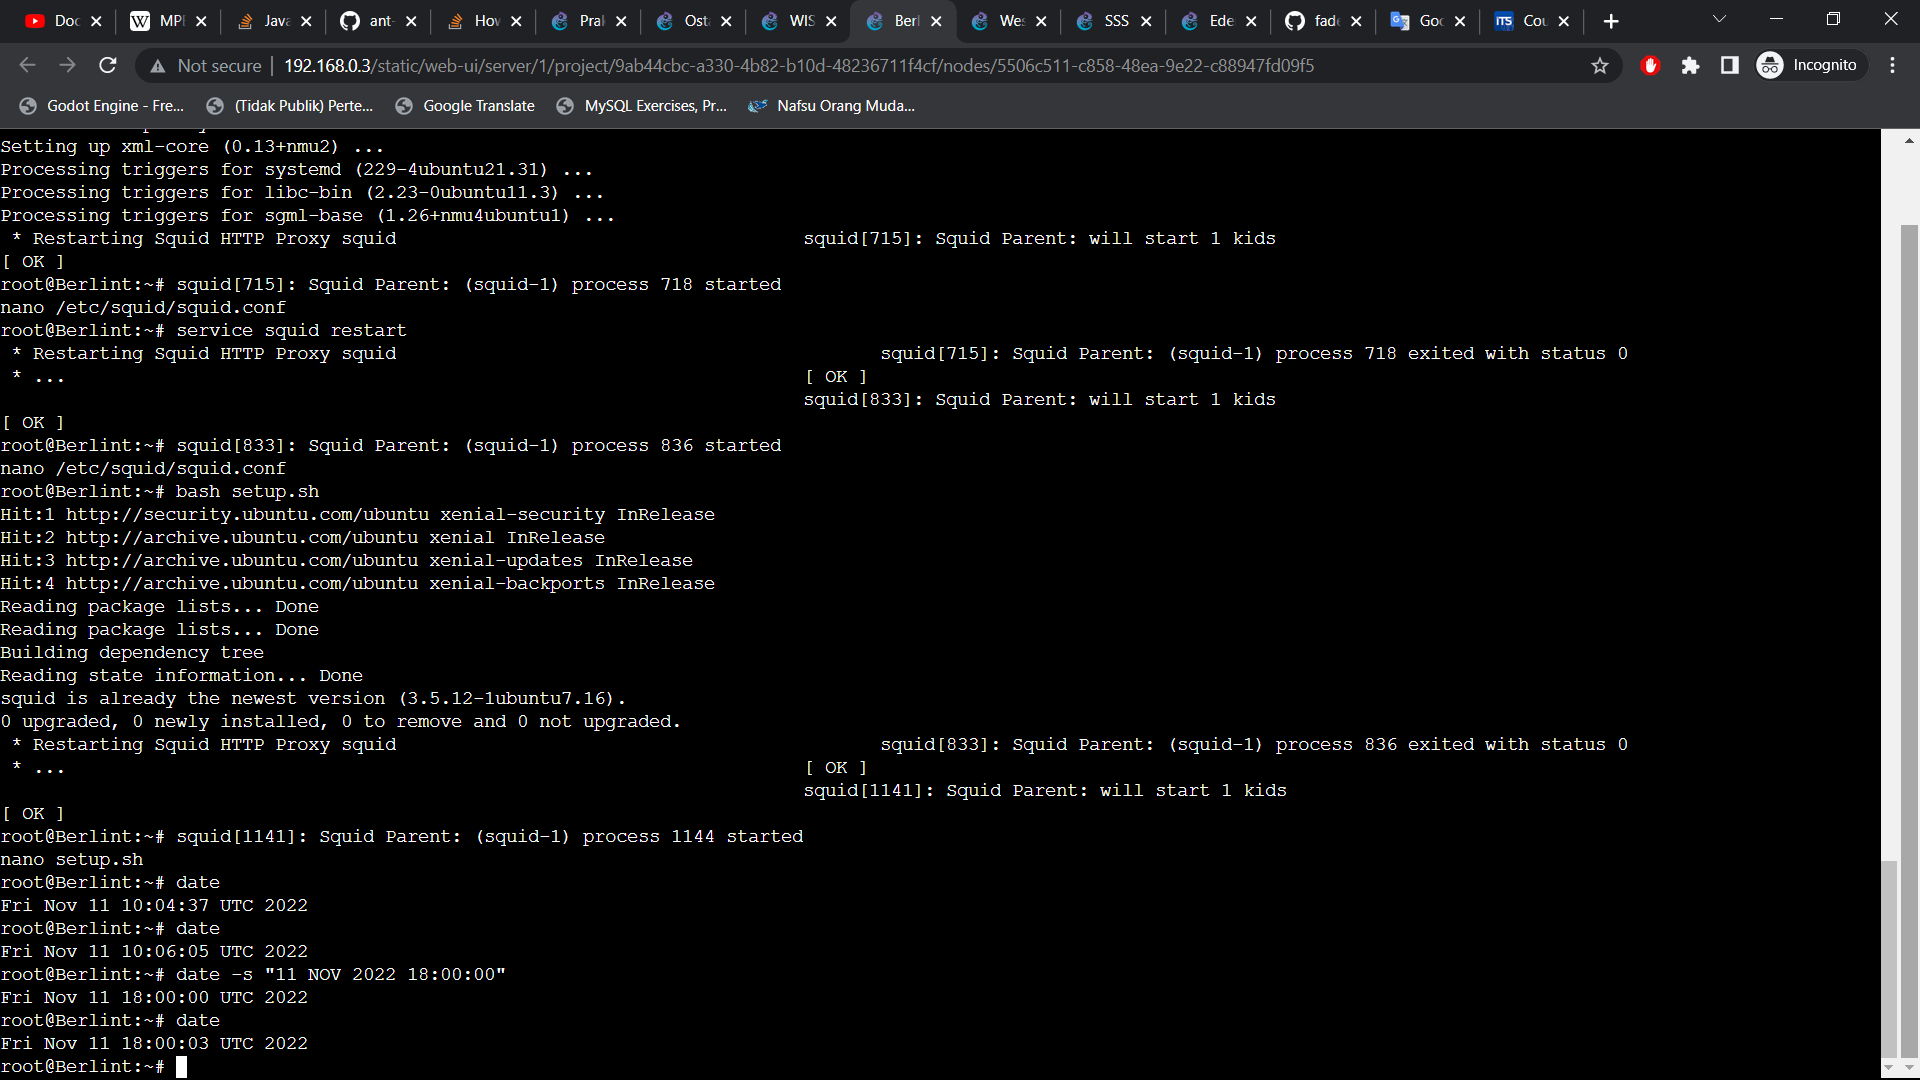 Doc
MPI
Java
ant-
How
Pral
Ost
WIS
Berl
Wes
SSS
Ede
fade
Goo
ITS Cou
Not secure 192.168.0.3/static/web-ui/server/1/project/9ab44cbc-a330-4b82-b10d-48236711f4cf/nodes/5506c511-c858-48ea-9e22-c88947fd09f5
Incognito
Godot Engine - Fre...
(Tidak Publik) Perte...
Google Translate
MySQL Exercises, Pr...
Nafsu Orang Muda...
Setting up xml-core (0.13+nmu2) ...
Processing triggers for systemd (229-4ubuntu21.31) ...
Processing triggers for libc-bin (2.23-0ubuntu11.3) ...
Processing triggers for sgml-base (1.26+nmu4ubuntu1) ...
* Restarting Squid HTTP Proxy squid squid[715]: Squid Parent: will start 1 kids
[ OK ]
root@Berlint:~# squid[715]: Squid Parent: (squid-1) process 718 started
nano /etc/squid/squid.conf
root@Berlint:~# service squid restart
* Restarting Squid HTTP Proxy squid squid[715]: Squid Parent: (squid-1) process 718 exited with status 0
* ... [ OK ]
squid[833]: Squid Parent: will start 1 kids
[ OK ]
root@Berlint:~# squid[833]: Squid Parent: (squid-1) process 836 started
nano /etc/squid/squid.conf
root@Berlint:~# bash setup.sh
Hit:1 http://security.ubuntu.com/ubuntu xenial-security InRelease
Hit:2 http://archive.ubuntu.com/ubuntu xenial InRelease
Hit:3 http://archive.ubuntu.com/ubuntu xenial-updates InRelease
Hit:4 http://archive.ubuntu.com/ubuntu xenial-backports InRelease
Reading package lists... Done
Reading package lists... Done
Building dependency tree
Reading state information... Done
squid is already the newest version (3.5.12-1ubuntu7.16).
0 upgraded, 0 newly installed, 0 to remove and 0 not upgraded.
* Restarting Squid HTTP Proxy squid squid[833]: Squid Parent: (squid-1) process 836 exited with status 0
* ... [ OK ]
squid[1141]: Squid Parent: will start 1 kids
[ OK ]
root@Berlint:~# squid[1141]: Squid Parent: (squid-1) process 1144 started
nano setup.sh
root@Berlint:~# date
Fri Nov 11 10:04:37 UTC 2022
root@Berlint:~# date
Fri Nov 11 10:06:05 UTC 2022
root@Berlint:~# date -s "11 NOV 2022 18:00:00"
Fri Nov 11 18:00:00 UTC 2022
root@Berlint:~# date
Fri Nov 11 18:00:03 UTC 2022
root@Berlint:~#